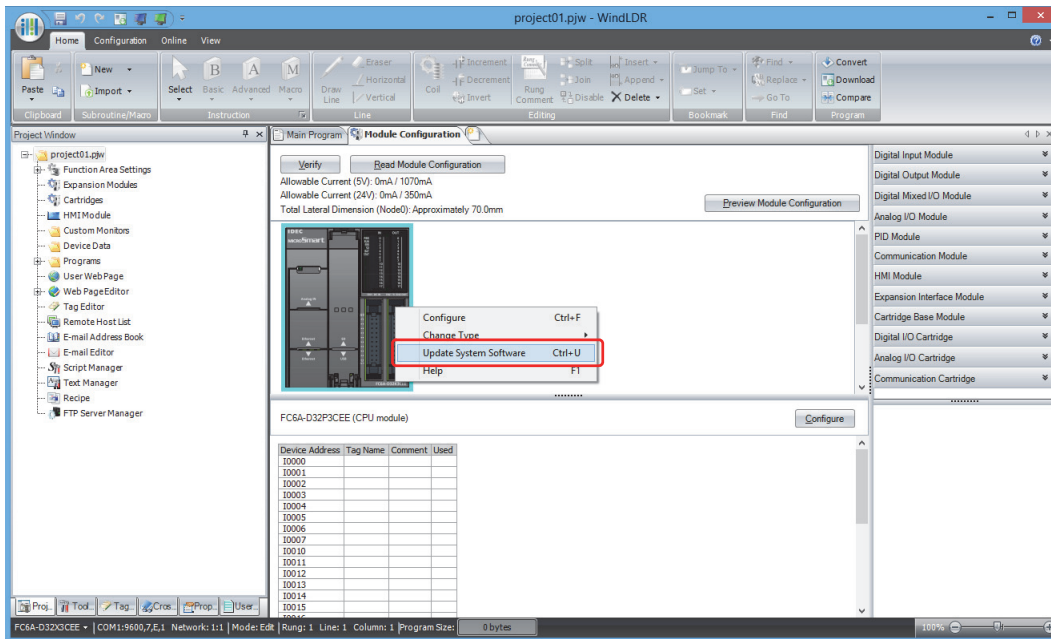 project01.pjw - WindLDR
Home Configuration Online View
Paste New Import Select Basic Advanced Macro Draw Line Eraser Horizontal Vertical Coil Increment Decrement Invert Rung Comment Split Join Disable Insert Append Delete Jump To Set Find Replace Go To Convert Download Compare
Clipboard Subroutine/Macro Instruction Line Editing Bookmark Find Program
Project Window
Main Program Module Configuration
project01.pjw
Function Area Settings
Expansion Modules
Cartridges
HMI Module
Custom Monitors
Device Data
Programs
User Web Page
Web Page Editor
Tag Editor
Remote Host List
E-mail Address Book
E-mail Editor
Script Manager
Text Manager
Recipe
FTP Server Manager
Proj... Tool... Tag... Cros... Prop... User...
Verify Read Module Configuration
Allowable Current (5V): 0mA / 1070mA
Allowable Current (24V): 0mA / 350mA
Total Lateral Dimension (Node0): Approximately 70.0mm
Preview Module Configuration
IDEC
MICROSmart
IN OUT
Configure Ctrl+F
Change Type
Update System Software Ctrl+U
Help F1
FC6A-D32P3CEE (CPU module)
Configure
Device Address Tag Name Comment Used
I0000
I0001
I0002
I0003
I0004
I0005
I0006
I0007
I0010
I0011
I0012
I0013
I0014
I0015
Digital Input Module
Digital Output Module
Digital Mixed I/O Module
Analog I/O Module
PID Module
Communication Module
HMI Module
Expansion Interface Module
Cartridge Base Module
Digital I/O Cartridge
Analog I/O Cartridge
Communication Cartridge
FC6A-D32X3CEE COM1:9600,7,E,1 Network: 1:1 Mode: Edit Rung: 1 Line: 1 Column: 1 Program Size: 0 bytes 100%